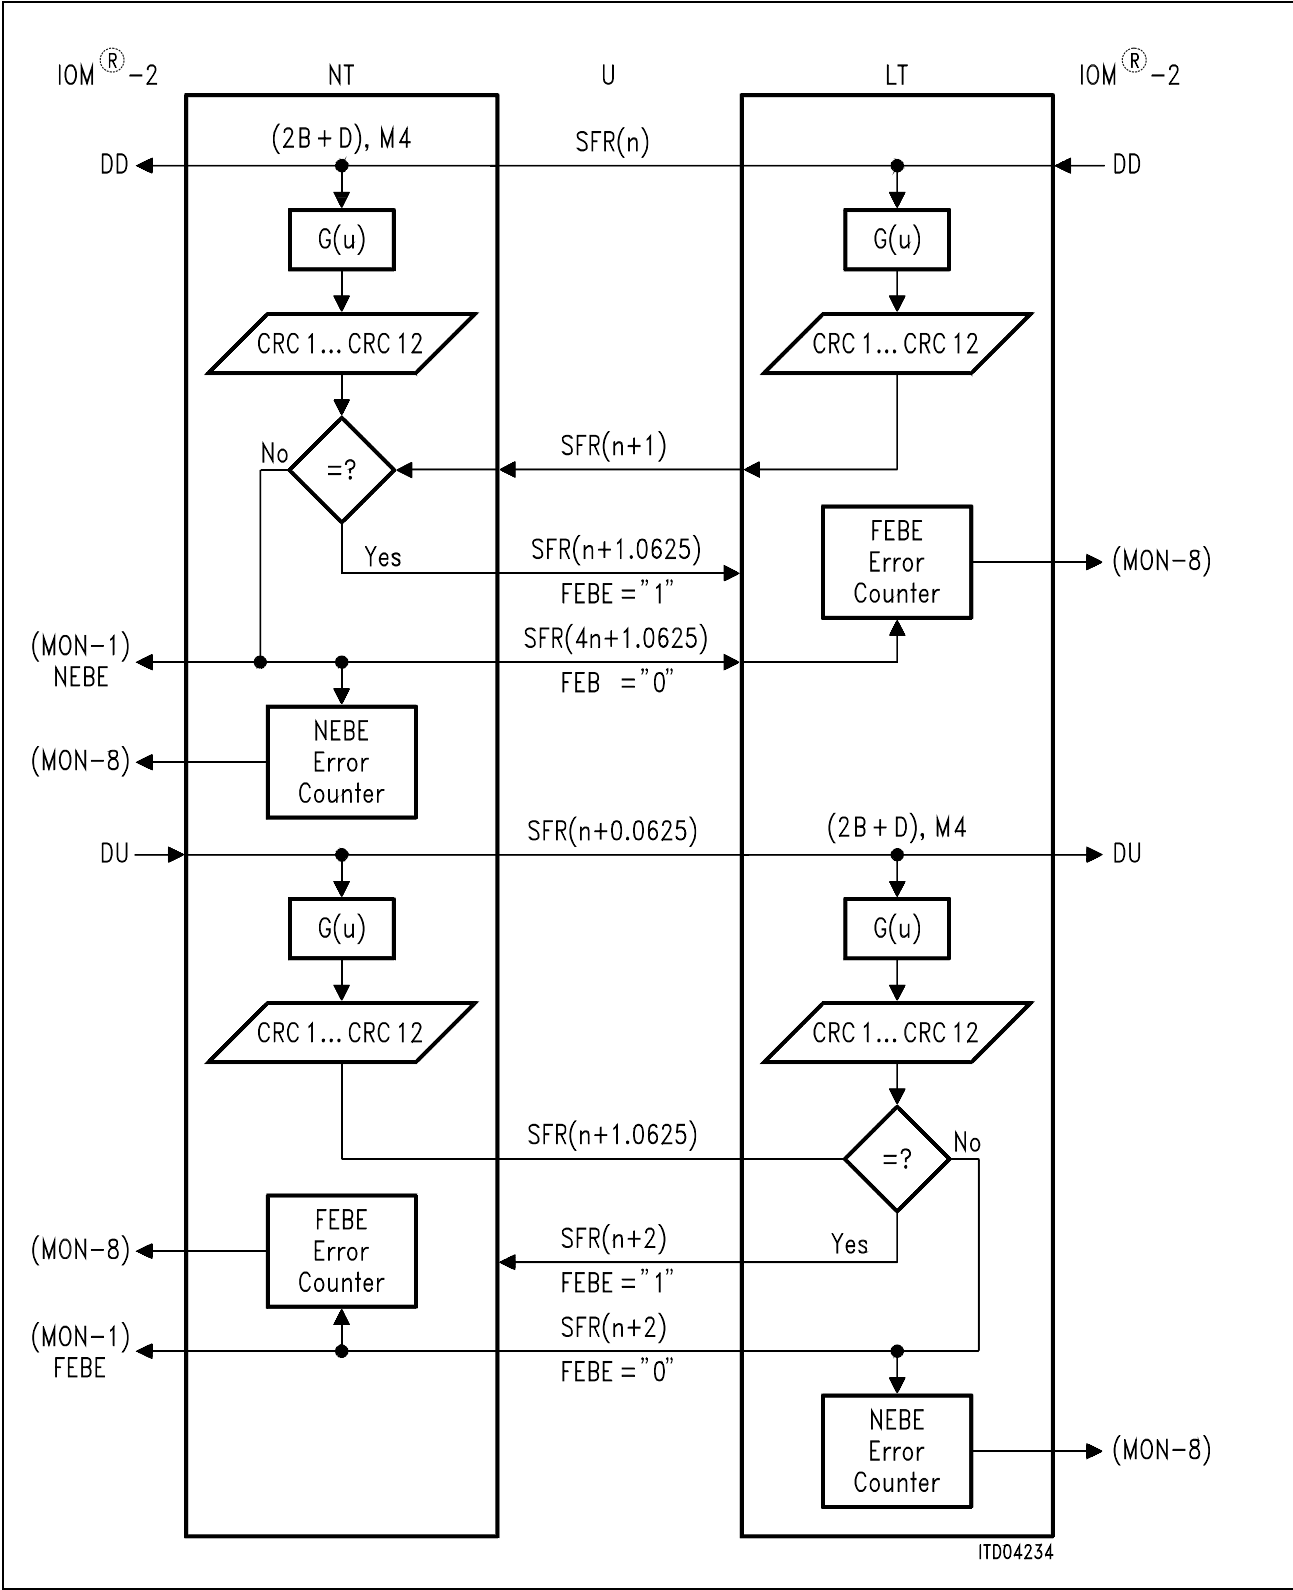 IOM®-2 NT U LT IOM®-2
(2B+D), M4 SFR(n)
DD DD
G(u) G(u)
CRC 1... CRC 12 CRC 1... CRC 12
No =? SFR(n+1)
Yes SFR(n+1.0625)
FEBE ="1"
FEBE
Error
Counter
(MON-8)
(MON-1)
NEBE
SFR(4n+1.0625)
FEB ="0"
NEBE
Error
Counter
(MON-8)
DU SFR(n+0.0625) (2B+D), M4 DU
G(u) G(u)
CRC 1... CRC 12 CRC 1... CRC 12
SFR(n+1.0625) =? No
FEBE
Error
Counter
(MON-8)
SFR(n+2) Yes
FEBE ="1"
(MON-1)
FEBE
SFR(n+2)
FEBE ="0"
NEBE
Error
Counter
(MON-8)
ITD04234